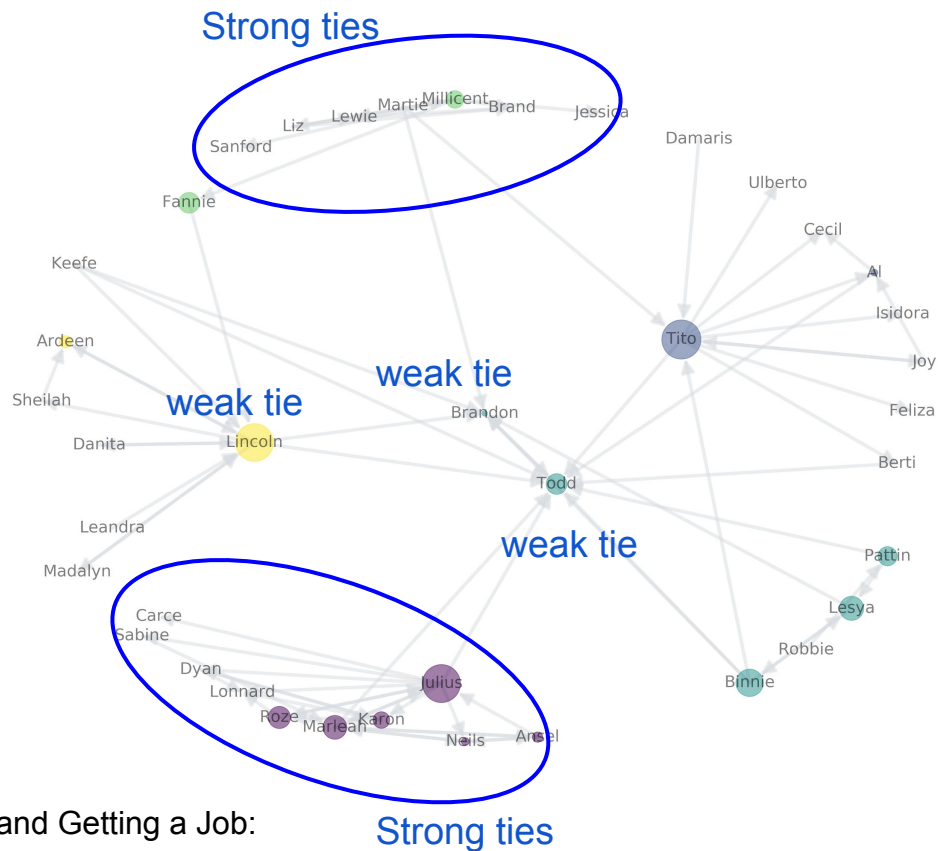 Strong ties
Millicent
Martie
Brand
Jessica
Lewie
Liz
Sanford
Damaris
Ulberto
Fannie
Cecil
Keefe
Al
Isidora
Ardeen
Tito
Joy
weak tie
Sheilah
weak tie
Brandon
Feliza
Danita
Lincoln
Berti
Todd
Leandra
weak tie
Madalyn
Pattin
Carce
Lesya
Sabine
Robbie
Dyan
Julius
Binnie
Lonnard
Roze
Marleah
Karon
Neils
Ansel
and Getting a Job:
Strong ties